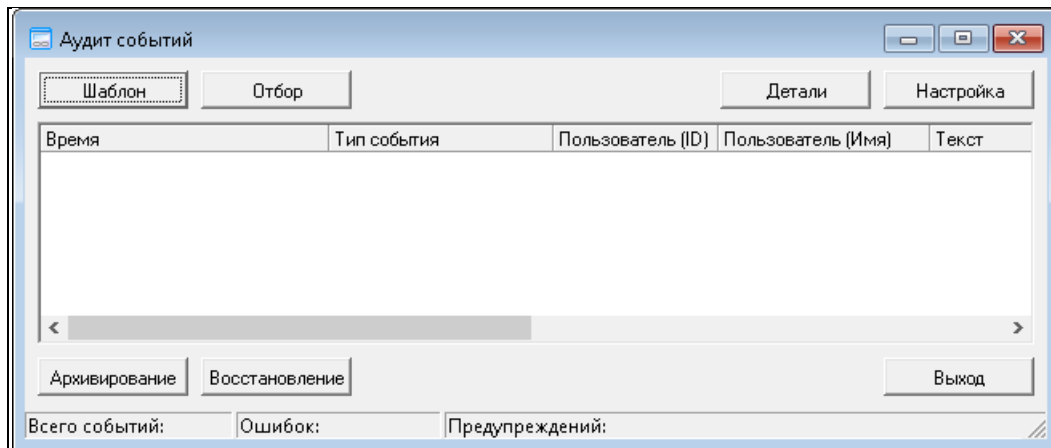 Аудит событий
Шаблон Отбор Детали Настройка
Время Тип события Пользователь (ID) Пользователь (Имя) Текст
Архивирование Восстановление Выход
Всего событий: Ошибок: Предупреждений: